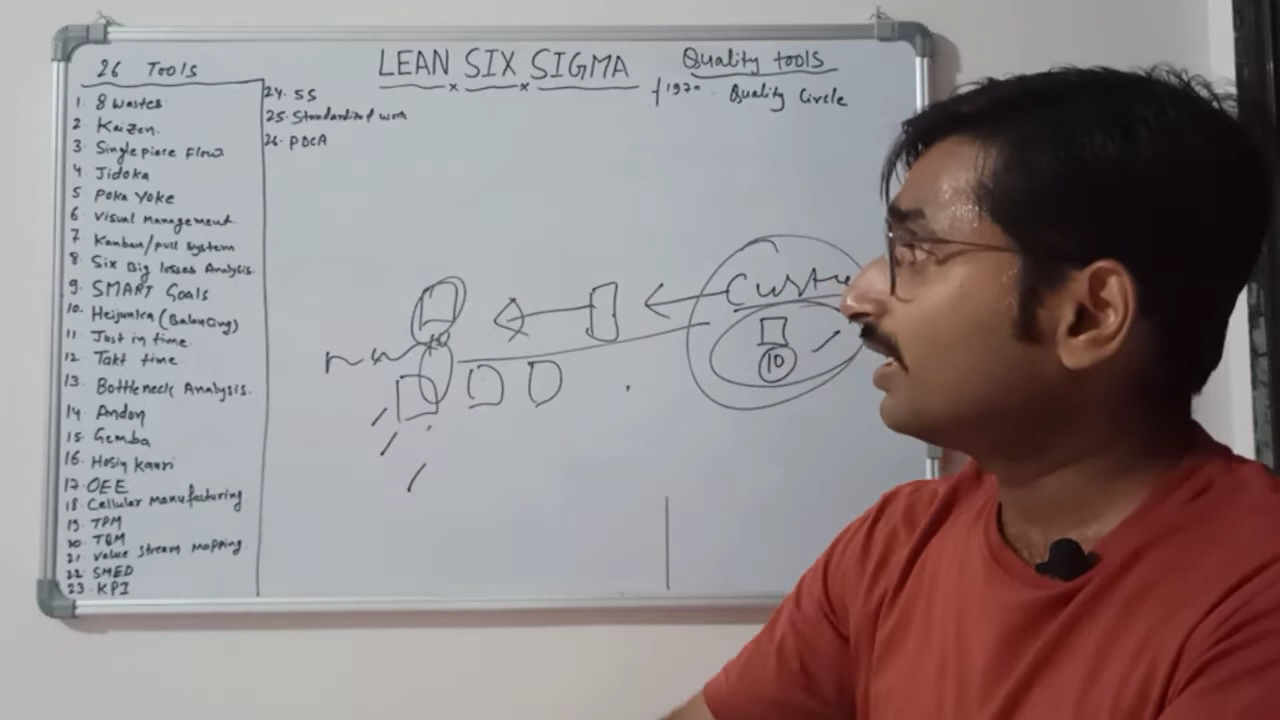 26 Tools
1. 8 wastes
2. Kaizen.
3. Single piece Flow
4. Jidoka
5 Poka Yoke
6 Visual Management.
7. Kanban/pull system
8. Six Big losses Analysis.
9. SMART Goals
10. Heijunka (Balancing)
11. Just in time
12. Takt time.
13. Bottleneck Analysis.
14. Andon
15. Gemba
16. Hosin Kanri
17. OEE
18. Cellular Manufacturing
19. TPM
20 TQM
21. Value stream Mapping
22 SMED
23. KPI
24. 5S
25. Standardized work
26. PDCA
LEAN SIX SIGMA
Quality tools
Quality Circle
10